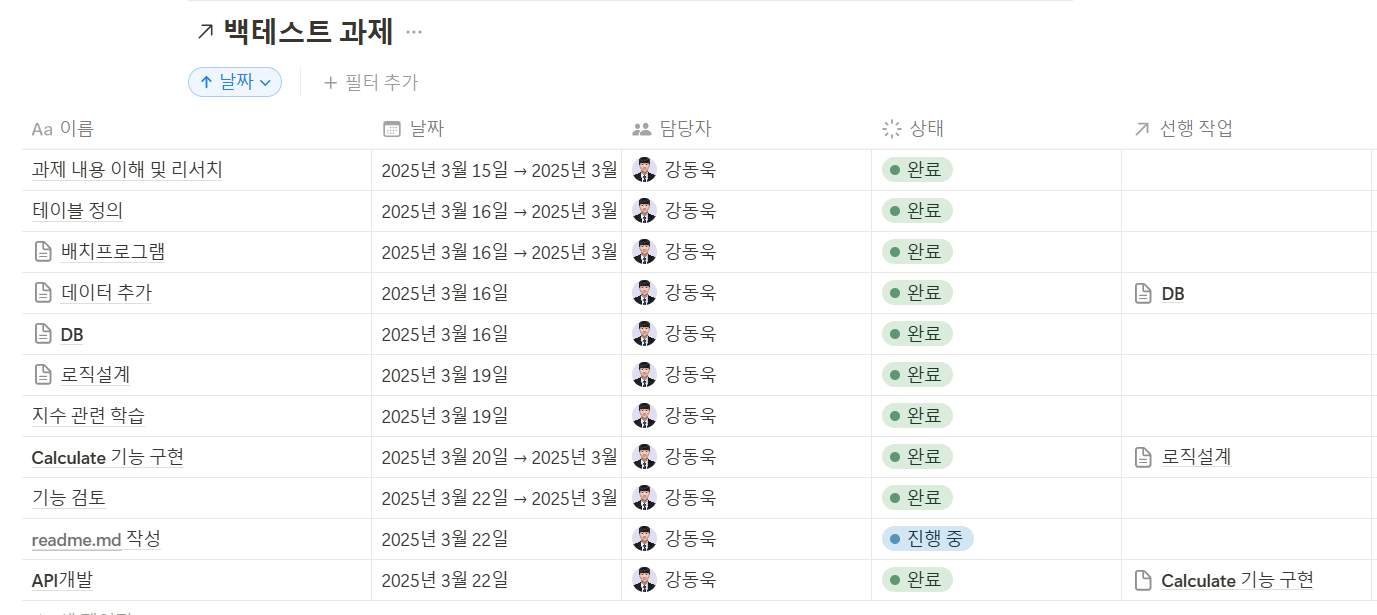 백테스트 과제 ...
날짜 필터 추가
Aa 이름 날짜 담당자 상태 선행 작업
과제 내용 이해 및 리서치 2025년 3월 15일 → 2025년 3월 강동욱 완료
테이블 정의 2025년 3월 16일 → 2025년 3월 강동욱 완료
배치프로그램 2025년 3월 16일 → 2025년 3월 강동욱 완료
데이터 추가 2025년 3월 16일 강동욱 완료 DB
DB 2025년 3월 16일 강동욱 완료
로직설계 2025년 3월 19일 강동욱 완료
지수 관련 학습 2025년 3월 19일 강동욱 완료
Calculate 기능 구현 2025년 3월 20일 → 2025년 3월 강동욱 완료 로직설계
기능 검토 2025년 3월 22일 → 2025년 3월 강동욱 완료
readme.md 작성 2025년 3월 22일 강동욱 진행 중
API개발 2025년 3월 22일 강동욱 완료 Calculate 기능 구현